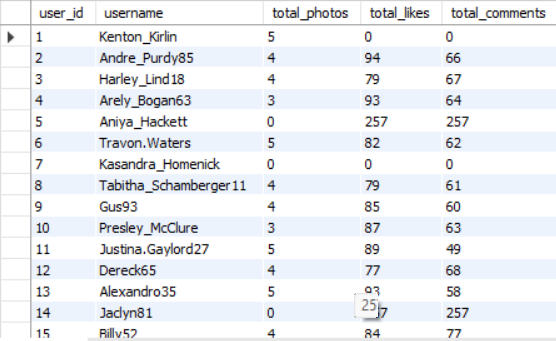 user_id username total_photos total_likes total_comments
1 Kenton_Kirlin 5 0 0
2 Andre_Purdy85 4 94 66
3 Harley_Lind18 4 79 67
4 Arely_Bogan63 3 93 64
5 Aniya_Hackett 0 257 257
6 Travon.Waters 5 82 62
7 Kasandra_Homenick 0 0 0
8 Tabitha_Schamberger11 4 79 61
9 Gus93 4 85 60
10 Presley_McClure 3 87 63
11 Justina.Gaylord27 5 89 49
12 Dereck65 4 77 68
13 Alexandro35 5 93 58
25
14 Jaclyn81 0 257
15 Billy52 4 84 77